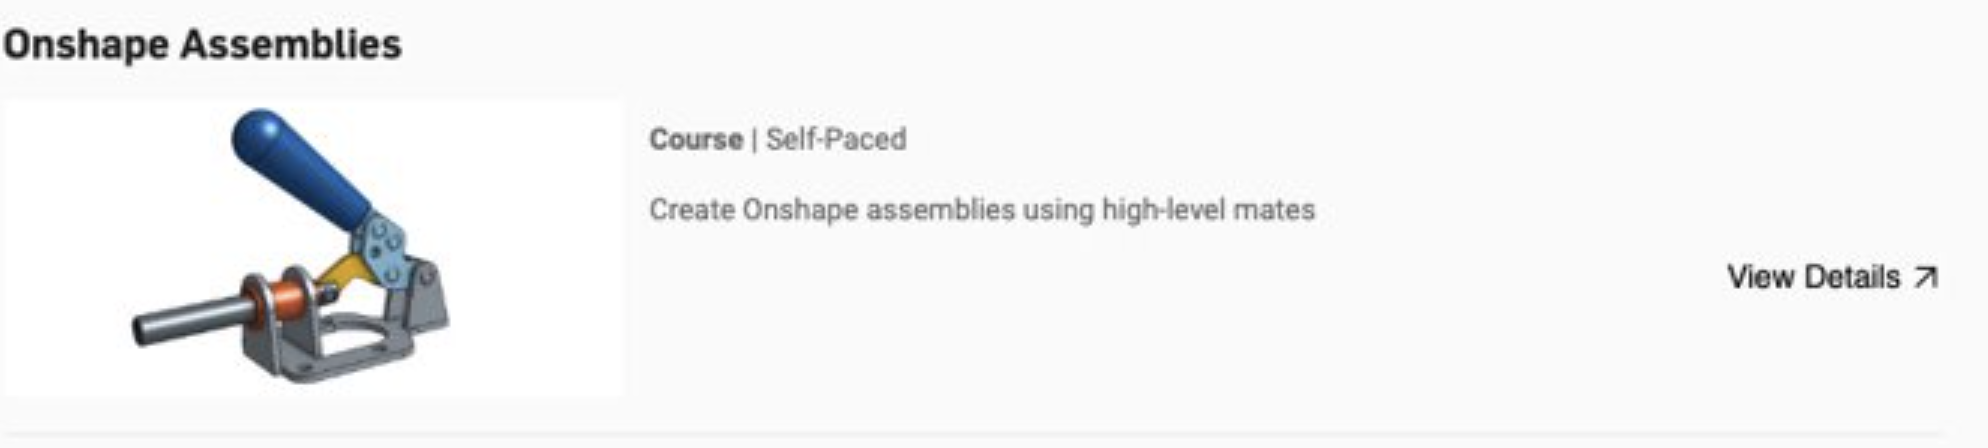 Onshape Assemblies
Course | Self-Paced
Create Onshape assemblies using high-level mates
View Details ↗